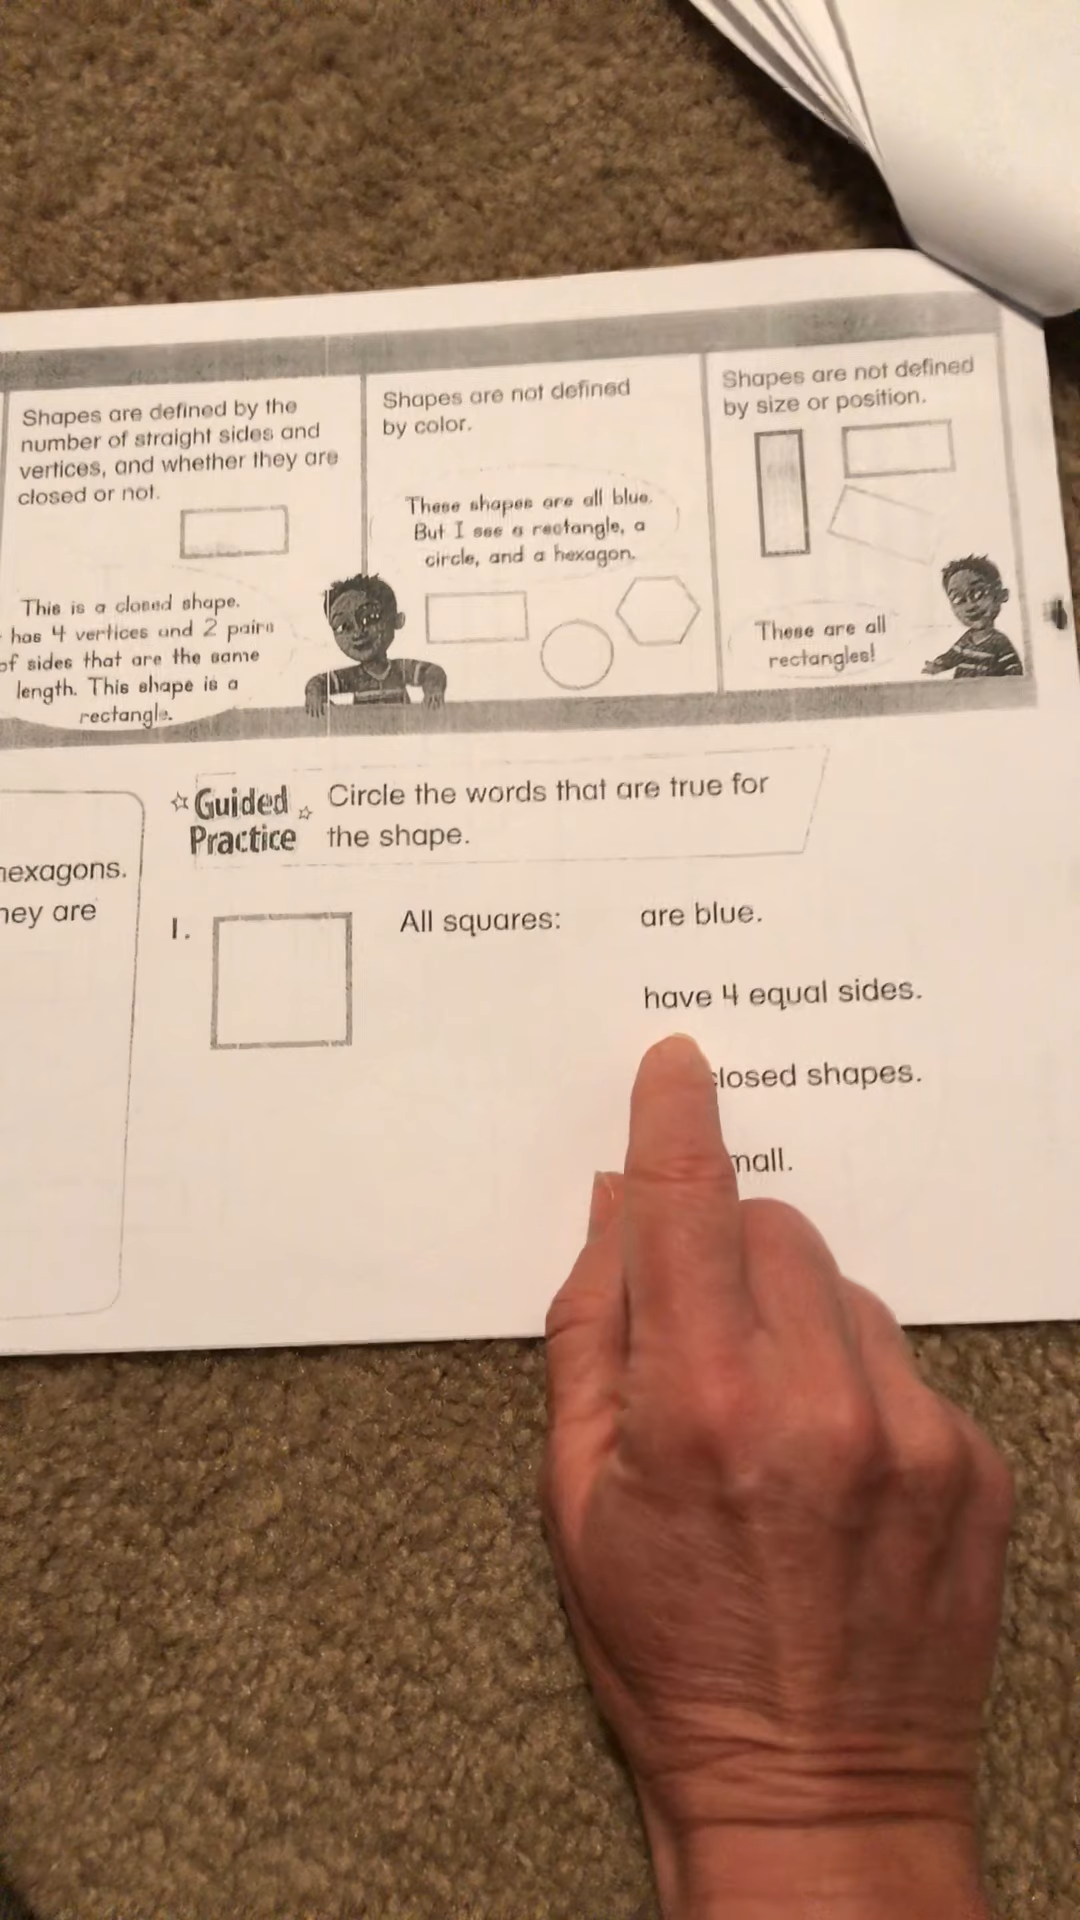 Shapes are defined by the
number of straight sides and
vertices, and whether they are
closed or not.
This is a closed shape.
has 4 vertices and 2 pairs
of sides that are the same
length. This shape is a
rectangle.
Shapes are not defined
by color.
These shapes are all blue.
But I see a rectangle, a
circle, and a hexagon.
Shapes are not defined
by size or position.
These are all
rectangles!
hexagons.
hey are
Guided
Practice
Circle the words that are true for
the shape.
1.
All squares:
are blue.
have 4 equal sides.
closed shapes.
mall.